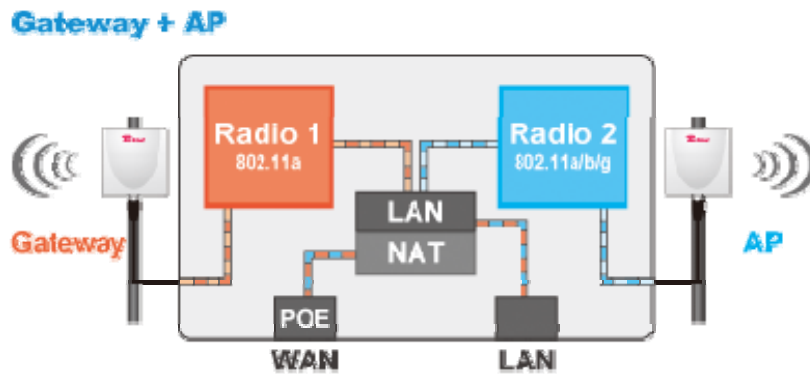 Gateway + AP
Radio 1
802.11a
Radio 2
802.11a/b/g
LAN
NAT
Gateway
AP
POE
WAN
LAN